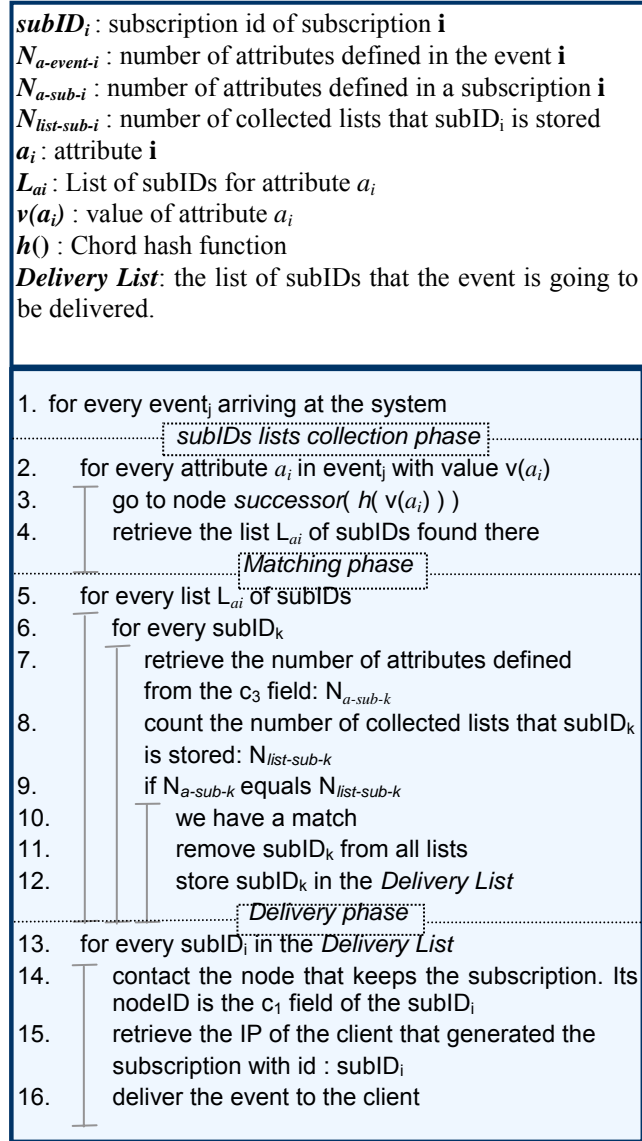 subIDi : subscription id of subscription i
Na-event-i : number of attributes defined in the event i
Na-sub-i : number of attributes defined in a subscription i
Nlist-sub-i : number of collected lists that subIDi is stored
ai : attribute i
Lai : List of subIDs for attribute ai
v(ai) : value of attribute ai
h() : Chord hash function
Delivery List: the list of subIDs that the event is going to
be delivered.
1. for every eventj arriving at the system
subIDs lists collection phase
2. for every attribute ai in eventj with value v(ai)
3. go to node successor( h( v(ai) ) )
4. retrieve the list Lai of subIDs found there
Matching phase
5. for every list Lai of subIDs
6. for every subIDk
7. retrieve the number of attributes defined
from the c3 field: Na-sub-k
8. count the number of collected lists that subIDk
is stored: Nlist-sub-k
9. if Na-sub-k equals Nlist-sub-k
10. we have a match
11. remove subIDk from all lists
12. store subIDk in the Delivery List
Delivery phase
13. for every subIDi in the Delivery List
14. contact the node that keeps the subscription. Its
nodeID is the c1 field of the subIDi
15. retrieve the IP of the client that generated the
subscription with id : subIDi
16. deliver the event to the client